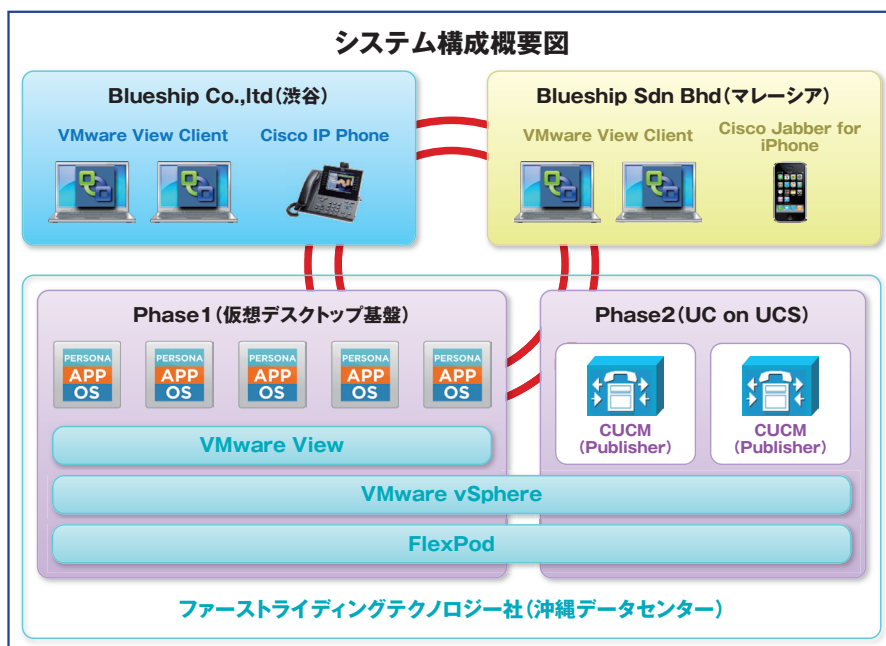 システム構成概要図
Blueship Co.,ltd（渋谷）
VMware View Client
Cisco IP Phone
Blueship Sdn Bhd（マレーシア）
VMware View Client
Cisco Jabber for
iPhone
Phase1（仮想デスクトップ基盤）
PERSONA
APP
OS
PERSONA
APP
OS
PERSONA
APP
OS
PERSONA
APP
OS
PERSONA
APP
OS
VMware View
Phase2（UC on UCS）
CUCM
(Publisher)
CUCM
(Publisher)
VMware vSphere
FlexPod
ファーストライディングテクノロジー社（沖縄データセンター）